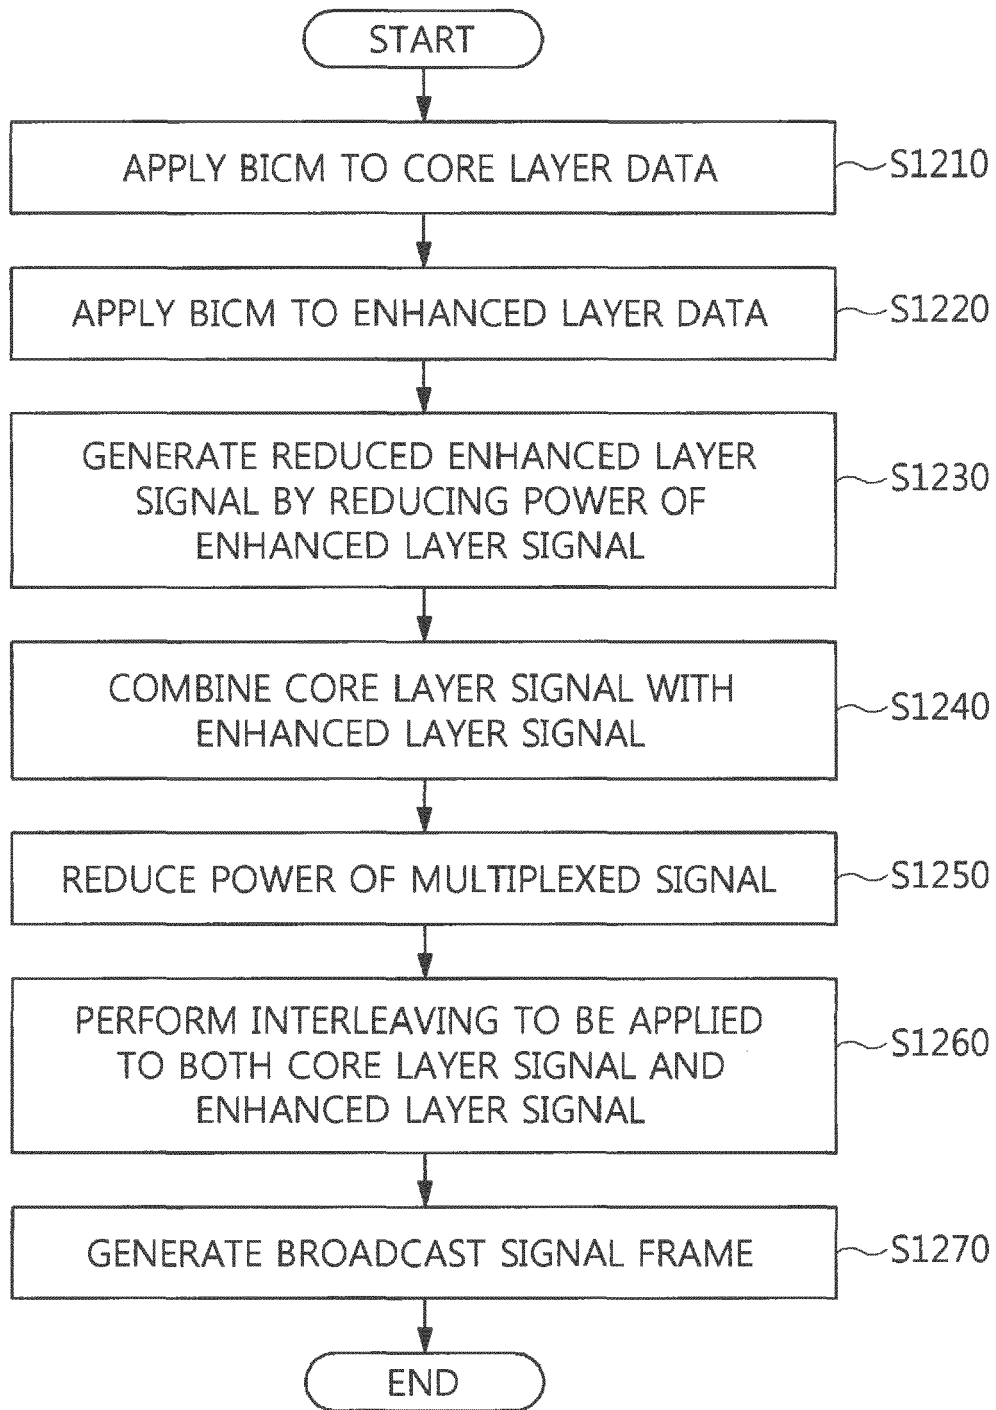 START
APPLY BICM TO CORE LAYER DATA
S1210
APPLY BICM TO ENHANCED LAYER DATA
S1220
GENERATE REDUCED ENHANCED LAYER
SIGNAL BY REDUCING POWER OF
ENHANCED LAYER SIGNAL
S1230
COMBINE CORE LAYER SIGNAL WITH
ENHANCED LAYER SIGNAL
S1240
REDUCE POWER OF MULTIPLEXED SIGNAL
S1250
PERFORM INTERLEAVING TO BE APPLIED
TO BOTH CORE LAYER SIGNAL AND
ENHANCED LAYER SIGNAL
S1260
GENERATE BROADCAST SIGNAL FRAME
S1270
END